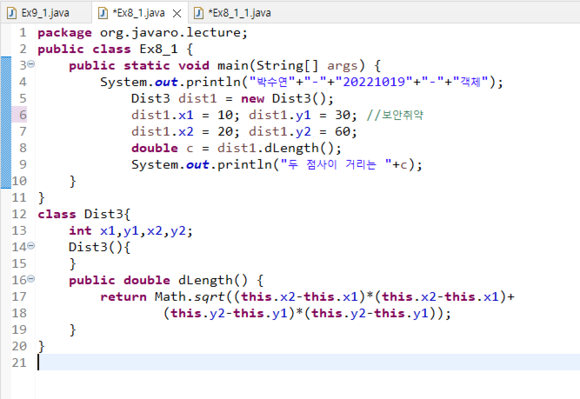 Ex9_1.java *Ex8_1.java *Ex8_1_1.java
1 package org.javaro.lecture;
2 public class Ex8_1 {
3 public static void main(String[] args) {
4 System.out.println("박수연"+"-"+"20221019"+"-"+"객체");
5 Dist3 dist1 = new Dist3();
6 dist1.x1 = 10; dist1.y1 = 30; //보안취약
7 dist1.x2 = 20; dist1.y2 = 60;
8 double c = dist1.dLength();
9 System.out.println("두 점사이 거리는 "+c);
10 }
11 }
12 class Dist3{
13 int x1,y1,x2,y2;
14 Dist3(){
15 }
16 public double dLength() {
17 return Math.sqrt((this.x2-this.x1)*(this.x2-this.x1)+
18 (this.y2-this.y1)*(this.y2-this.y1));
19 }
20 }
21